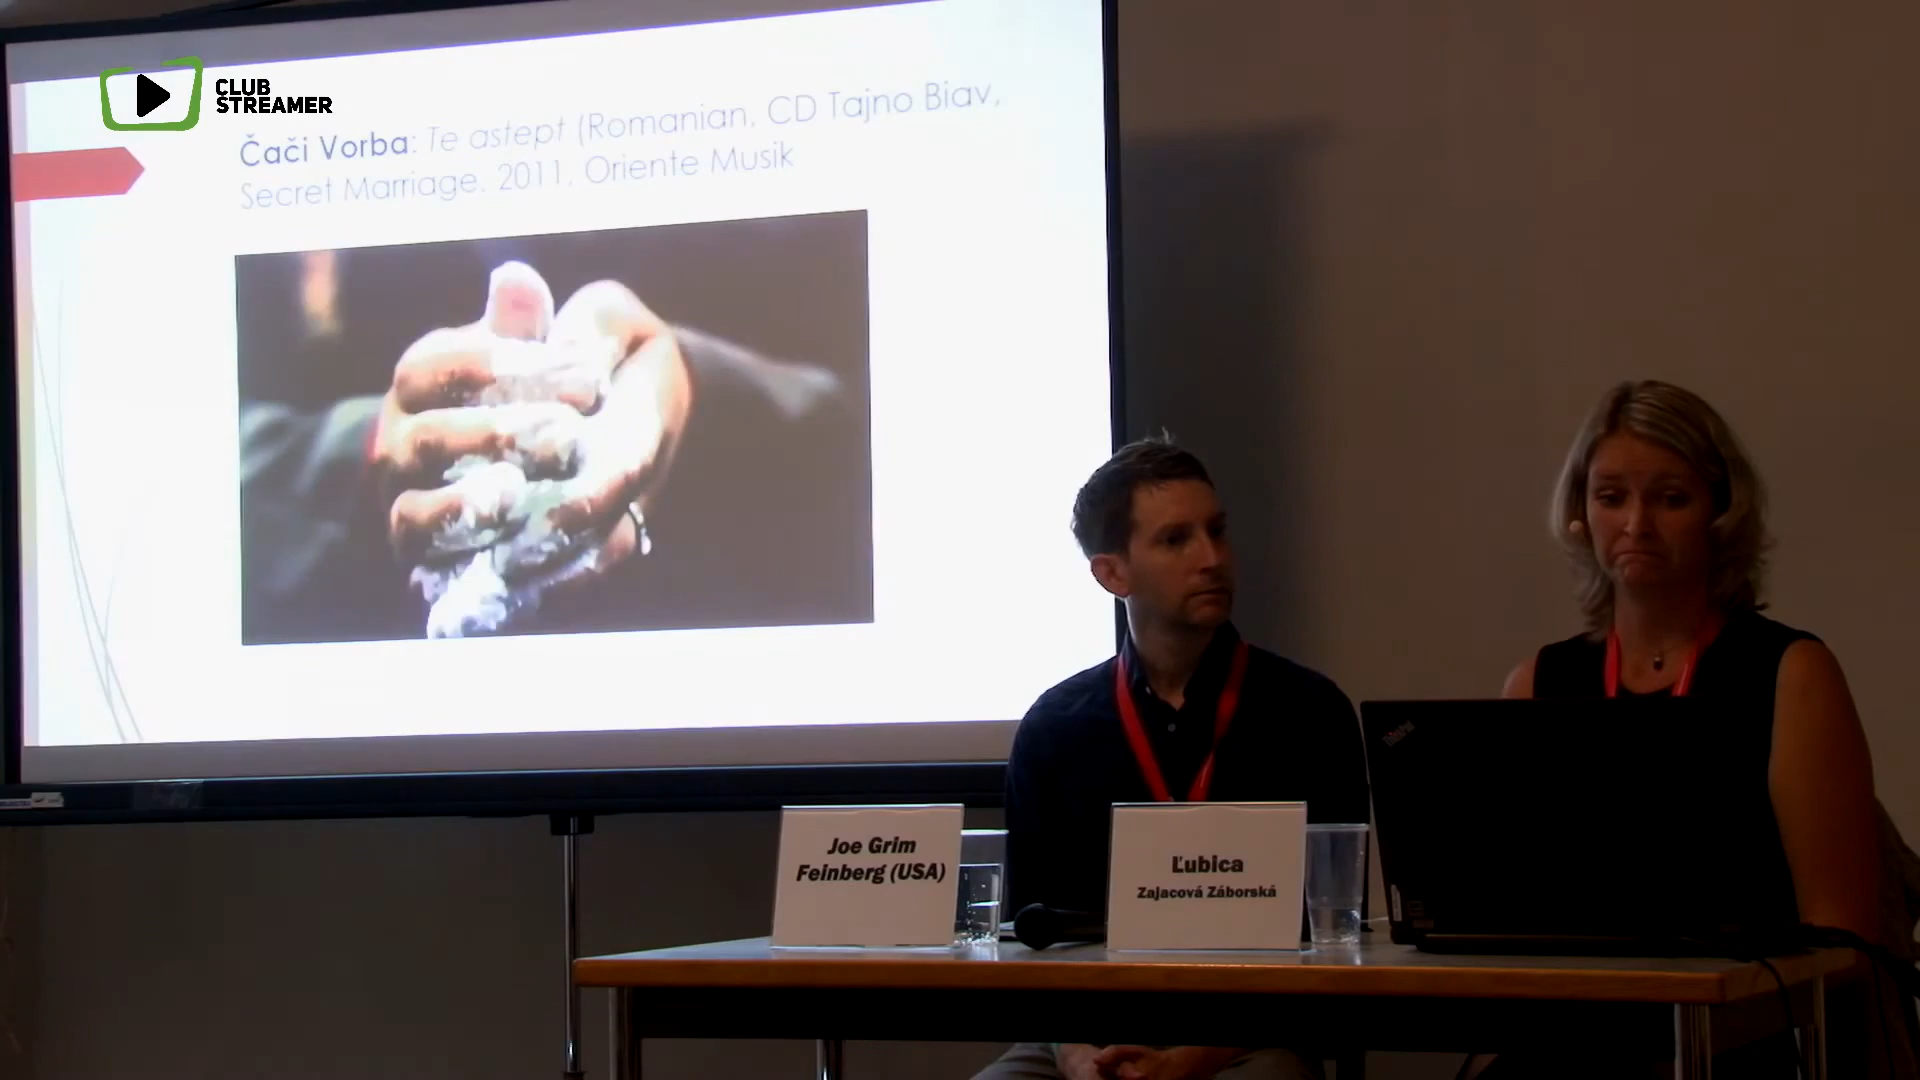 CLUB
STREAMER
Čači Vorba: Te astept (Romanian. CD Tajno Biav,
Secret Marriage. 2011. Oriente Musik
Joe Grim
Feinberg (USA)
Ľubica
Zajacová Záborská
ThinkPad